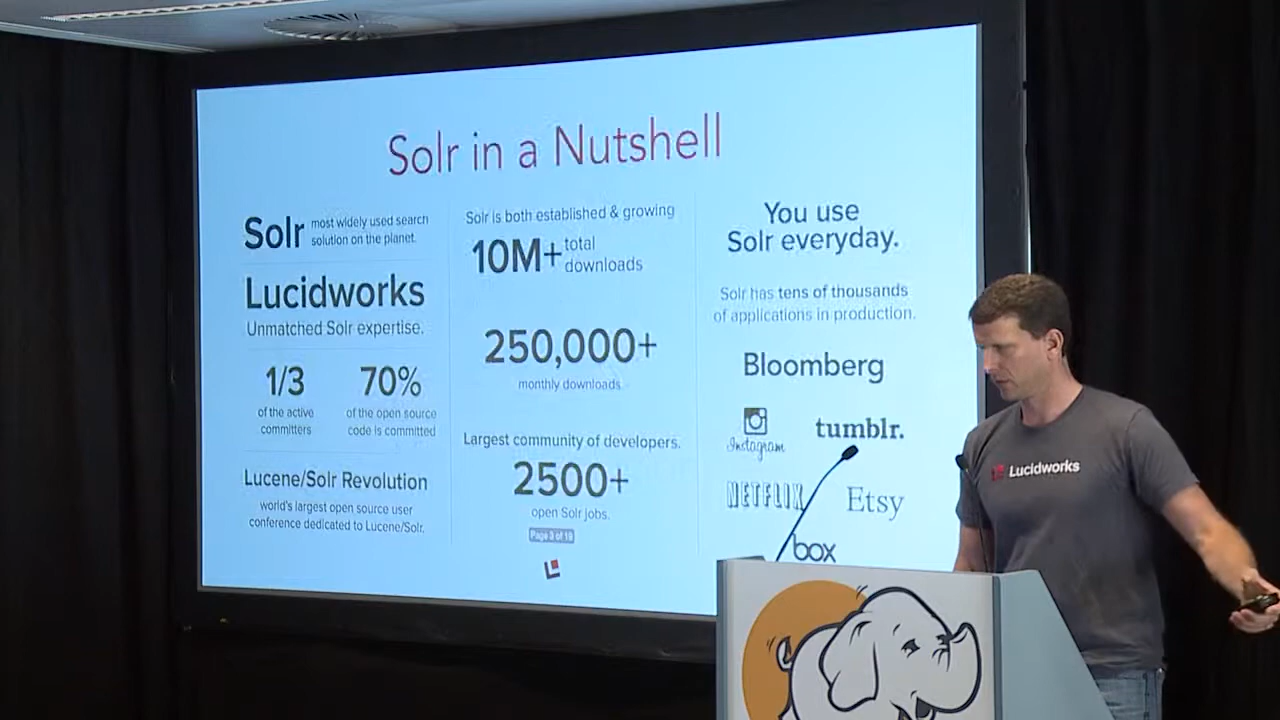 Solr in a Nutshell
Solr most widely used search
solution on the planet.
Lucidworks
Unmatched Solr expertise.
1/3
of the active
committers
70%
of the open source
code is committed
Lucene/Solr Revolution
world's largest open source user
conference dedicated to Lucene/Solr.
Solr is both established & growing
10M+ total
downloads
250,000+
monthly downloads
Largest community of developers.
2500+
open Solr jobs.
Page 3 of 19
You use
Solr everyday.
Solr has tens of thousands
of applications in production.
Bloomberg
Instagram
tumblr.
NETFLIX
Etsy
box
Lucidworks